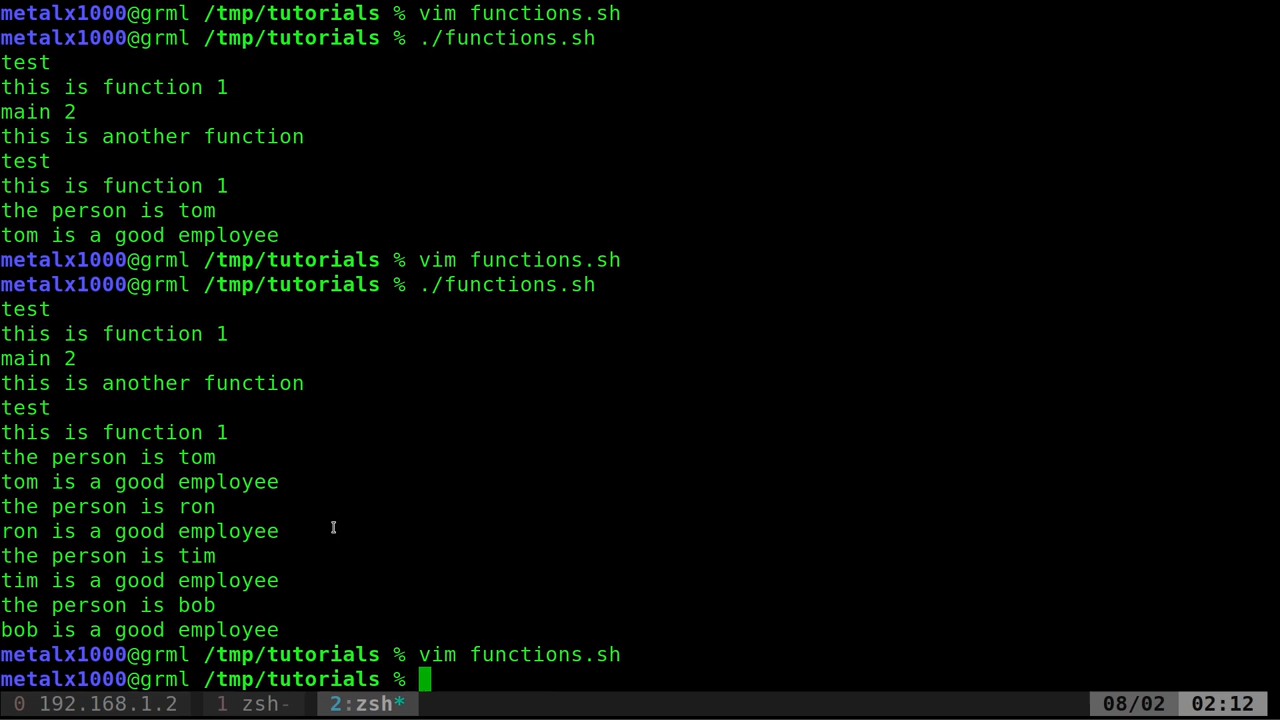 metalx1000@grml /tmp/tutorials % vim functions.sh
metalx1000@grml /tmp/tutorials % ./functions.sh
test
this is function 1
main 2
this is another function
test
this is function 1
the person is tom
tom is a good employee
metalx1000@grml /tmp/tutorials % vim functions.sh
metalx1000@grml /tmp/tutorials % ./functions.sh
test
this is function 1
main 2
this is another function
test
this is function 1
the person is tom
tom is a good employee
the person is ron
ron is a good employee
the person is tim
tim is a good employee
the person is bob
bob is a good employee
metalx1000@grml /tmp/tutorials % vim functions.sh
metalx1000@grml /tmp/tutorials %
0 192.168.1.2 1 zsh- 2:zsh* 08/02 02:12